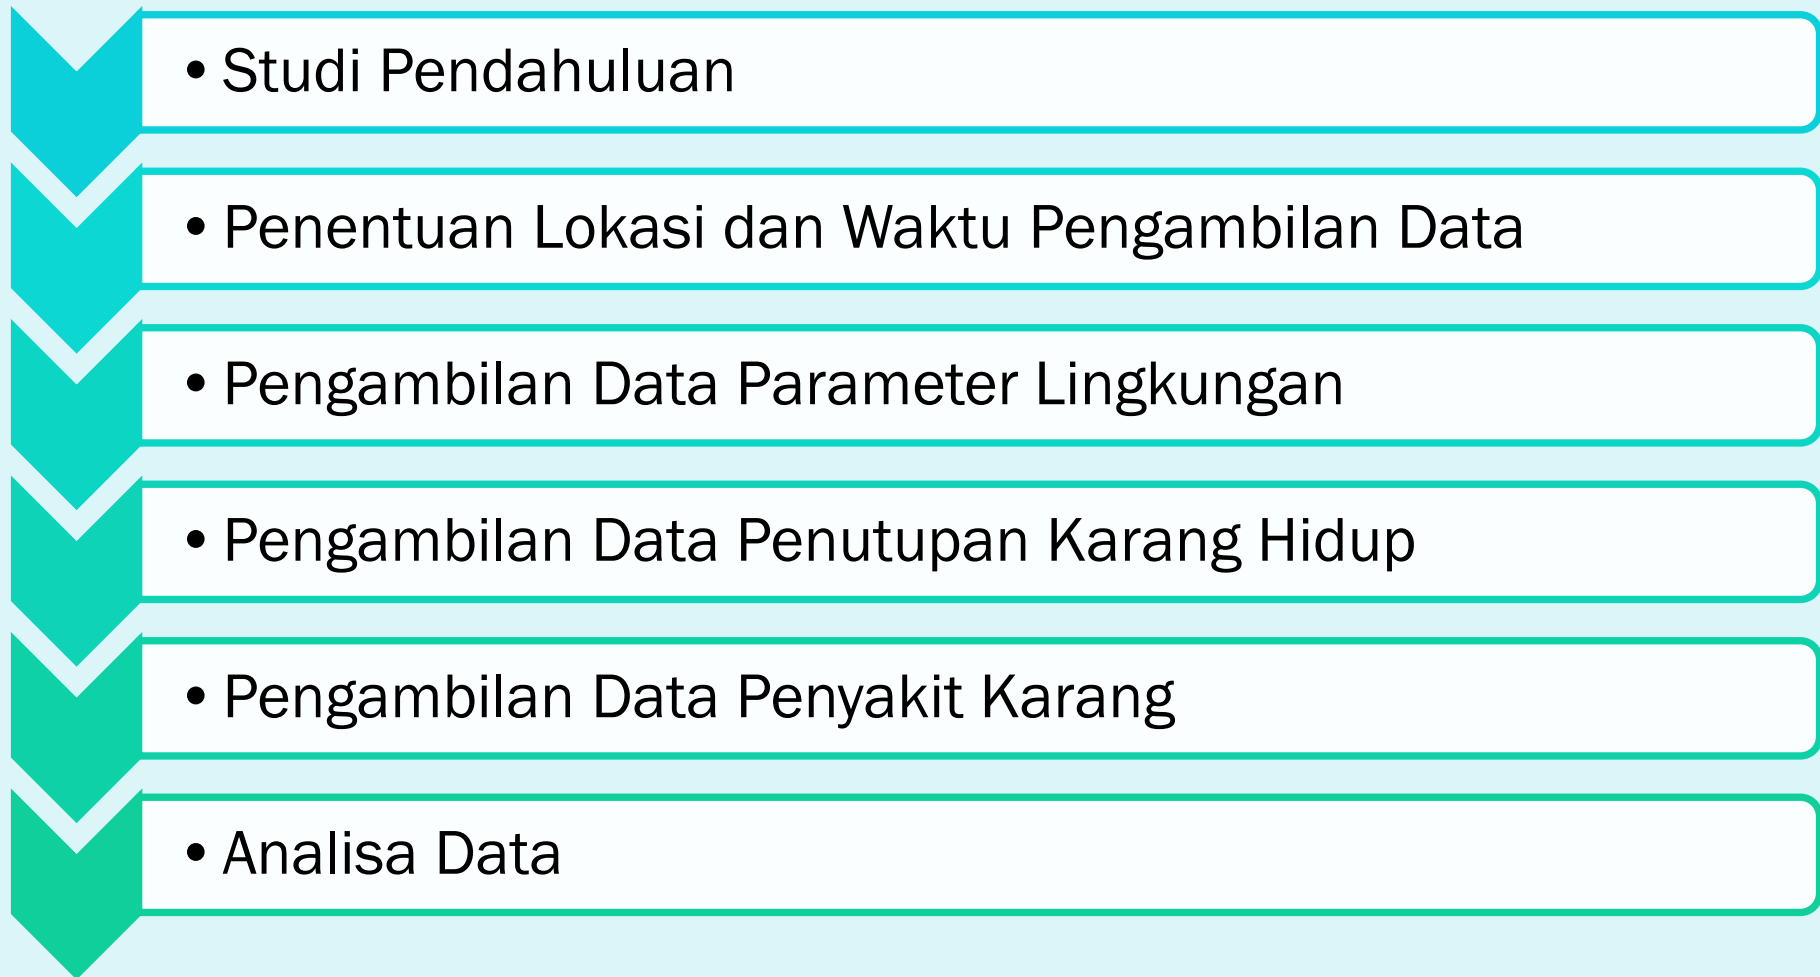 • Studi Pendahuluan
• Penentuan Lokasi dan Waktu Pengambilan Data
• Pengambilan Data Parameter Lingkungan
• Pengambilan Data Penutupan Karang Hidup
• Pengambilan Data Penyakit Karang
• Analisa Data